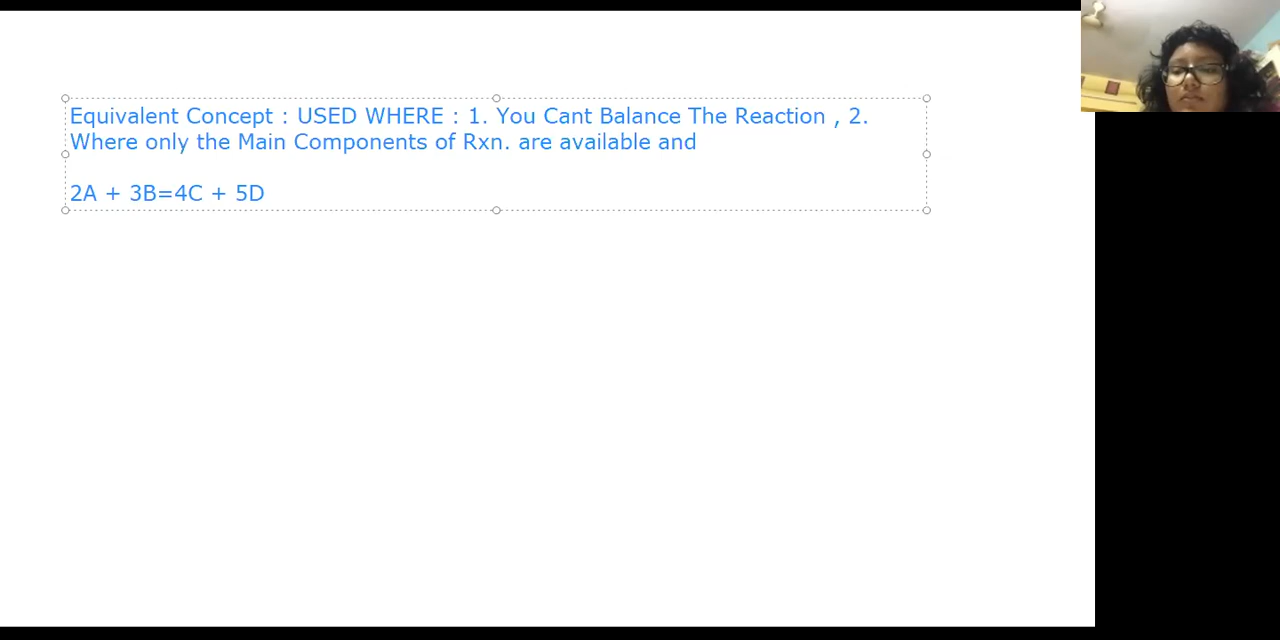 Equivalent Concept : USED WHERE : 1. You Cant Balance The Reaction , 2.
Where only the Main Components of Rxn. are available and
2A + 3B=4C + 5D